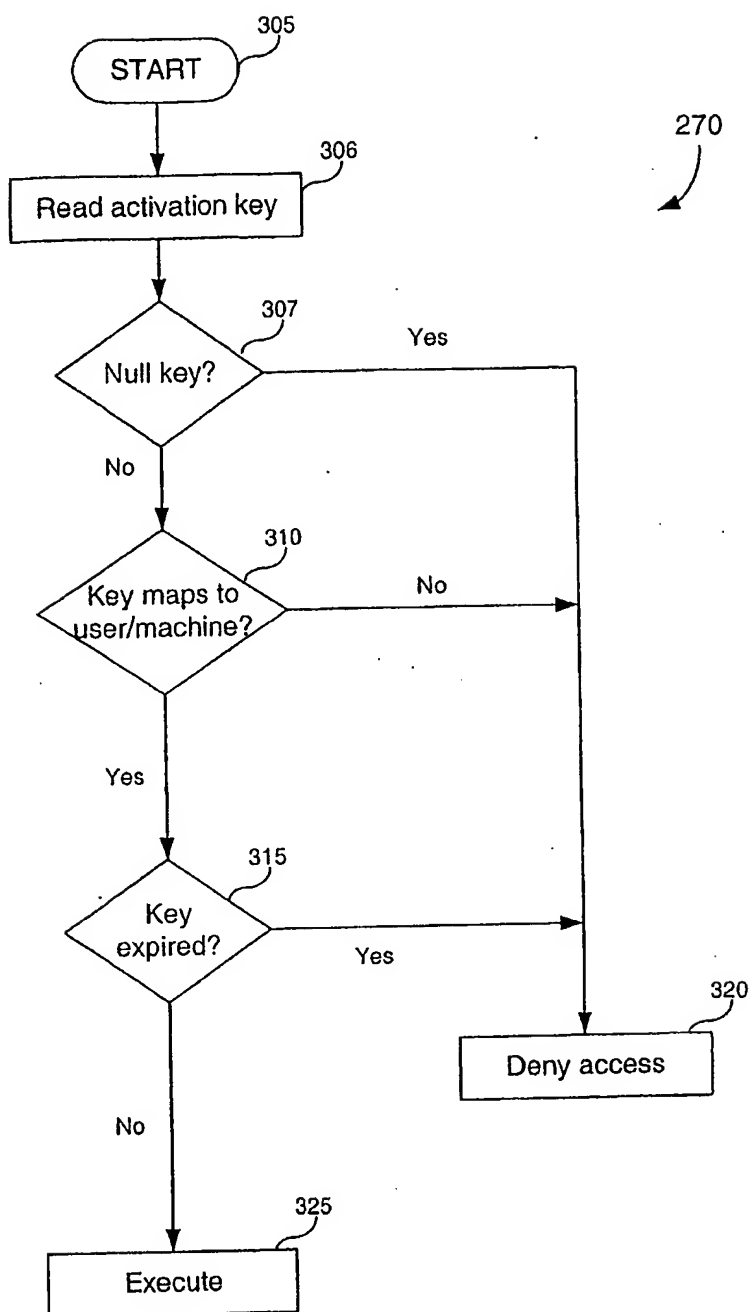 305
START
270
306
Read activation key
307
Null key?
Yes
No
310
Key maps to
user/machine?
No
Yes
315
Key
expired?
Yes
320
Deny access
No
325
Execute